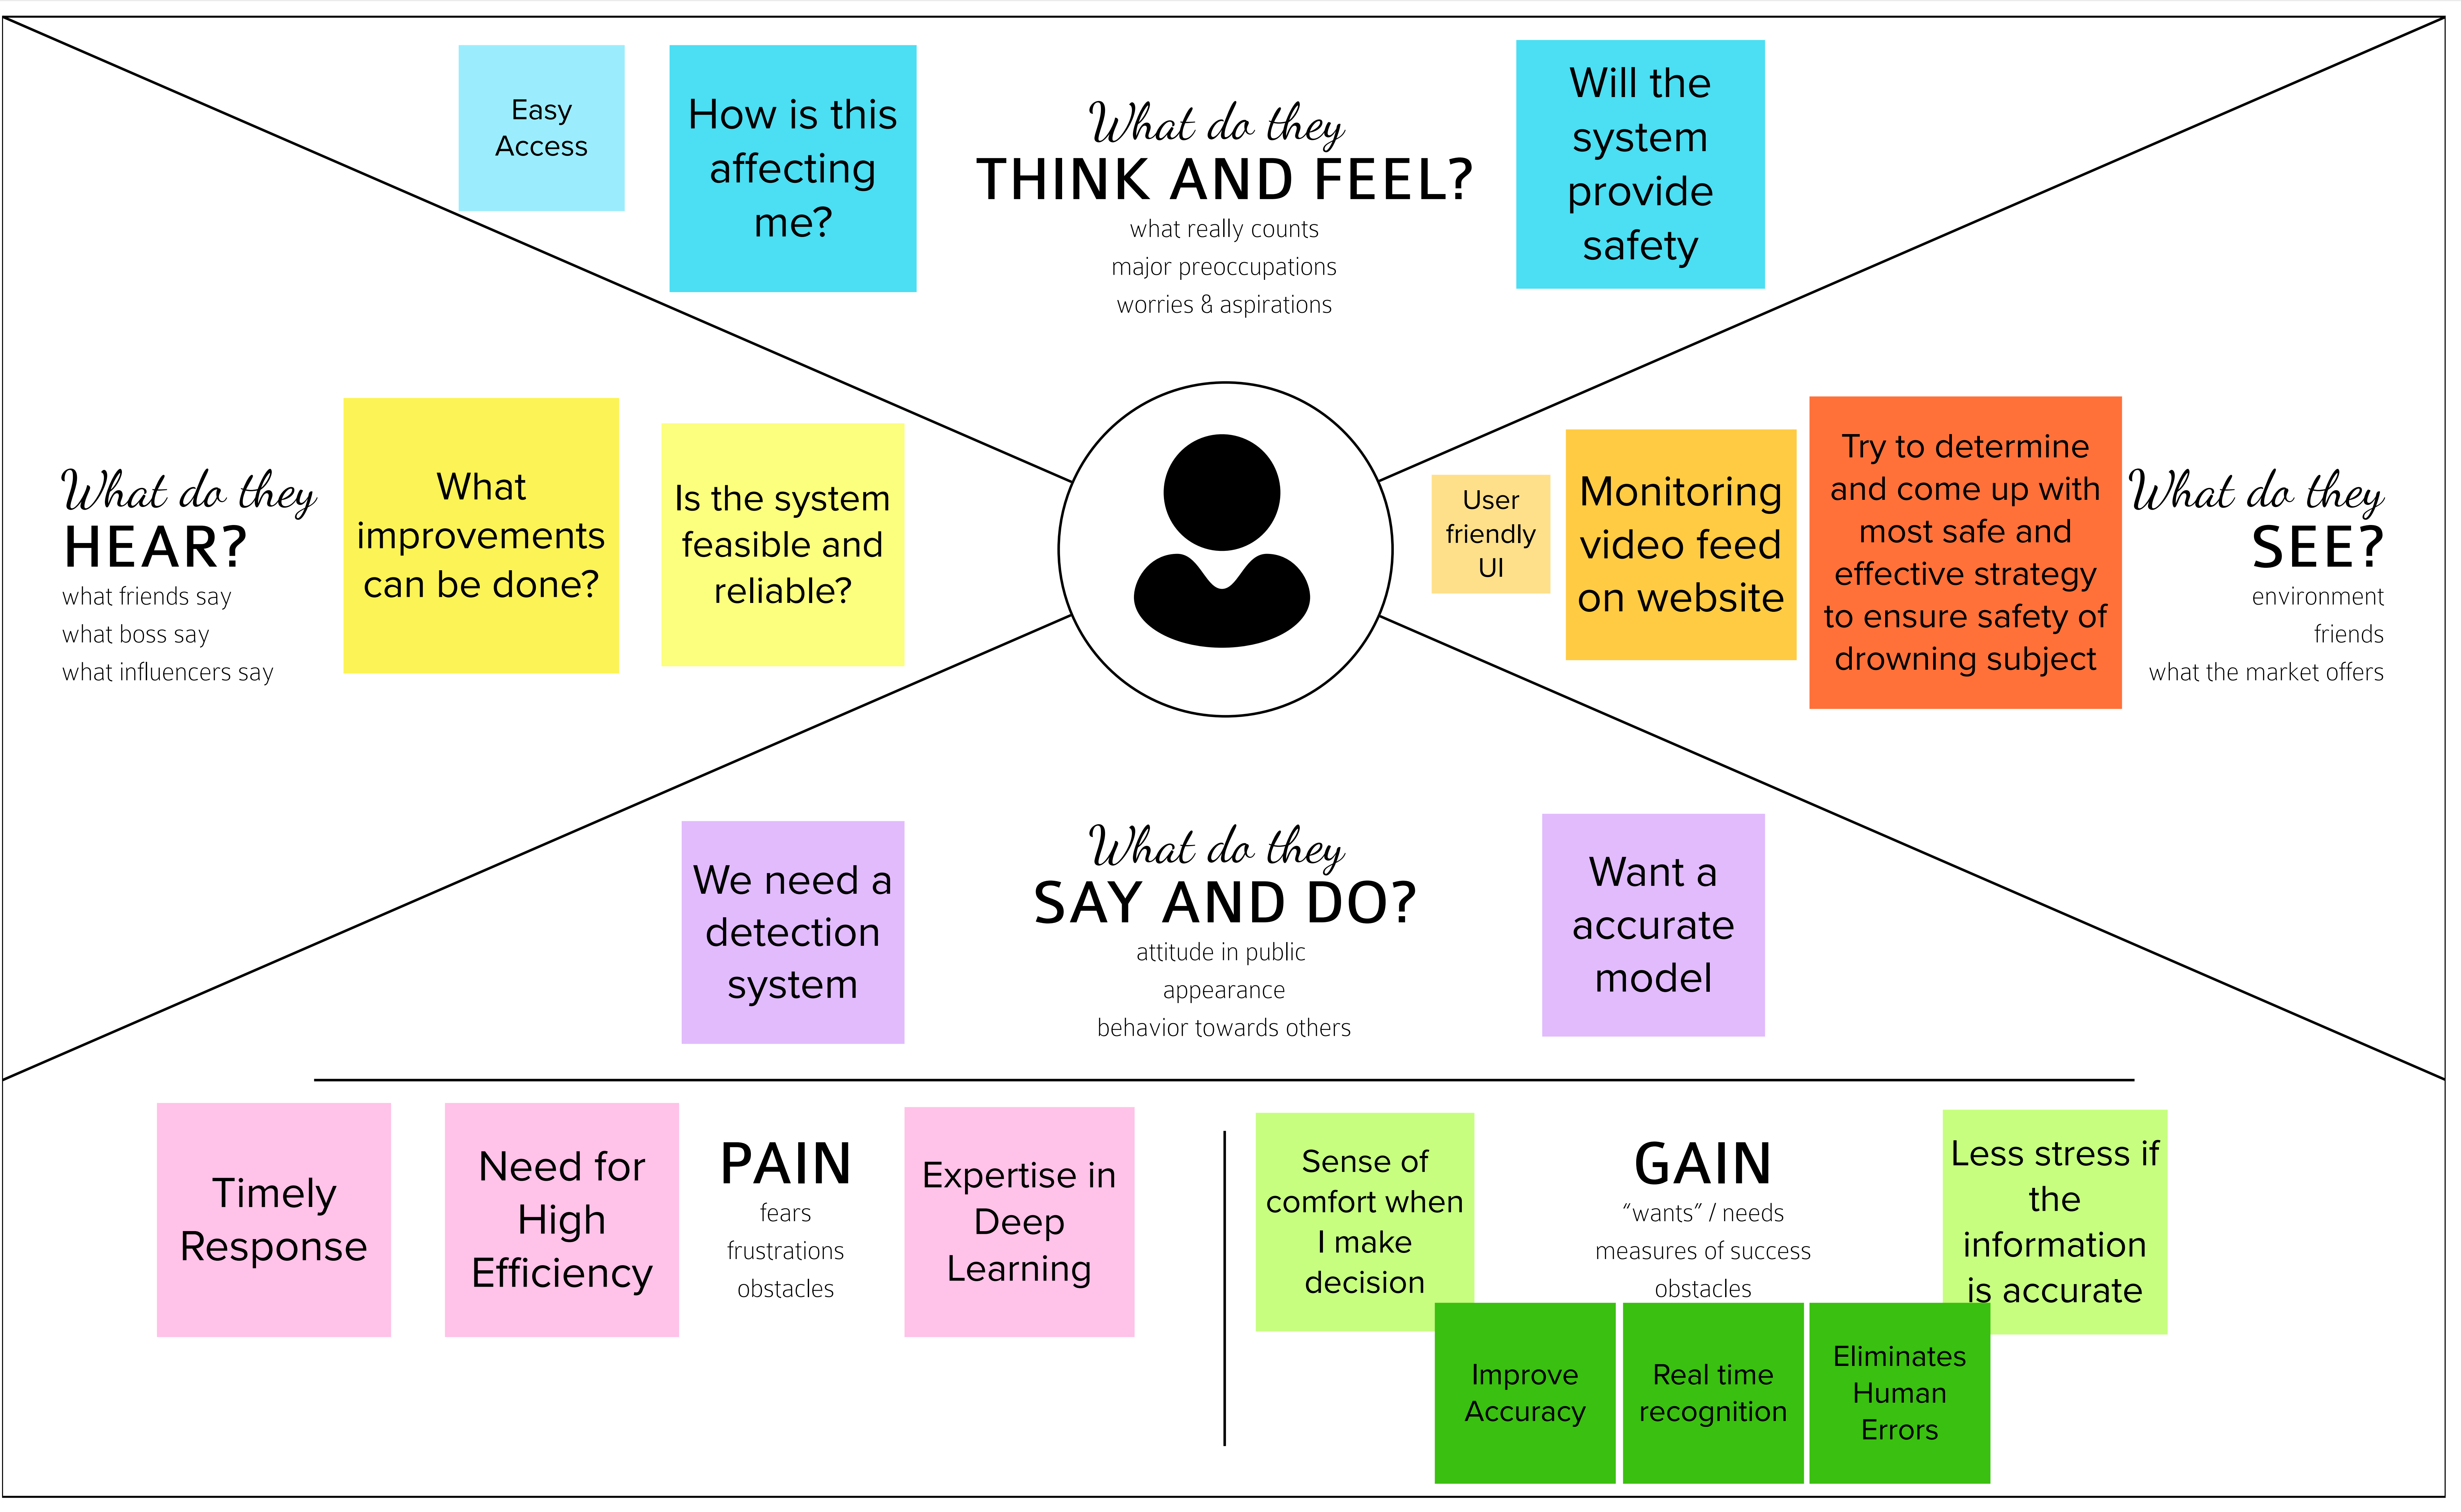 Easy
Access
How is this
affecting
me?
What do they
THINK AND FEEL?
what really counts
major preoccupations
worries & aspirations
Will the
system
provide
safety
What do they
HEAR?
what friends say
what boss say
what influencers say
What
improvements
can be done?
Is the system
feasible and
reliable?
User
friendly
UI
Monitoring
video feed
on website
Try to determine
and come up with
most safe and
effective strategy
to ensure safety of
drowning subject
What do they
SEE?
environment
friends
what the market offers
We need a
detection
system
What do they
SAY AND DO?
attitude in public
appearance
behavior towards others
Want a
accurate
model
Timely
Response
Need for
High
Efficiency
PAIN
fears
frustrations
obstacles
Expertise in
Deep
Learning
Sense of
comfort when
I make
decision
GAIN
“wants” / needs
measures of success
obstacles
Less stress if
the
information
is accurate
Improve
Accuracy
Real time
recognition
Eliminates
Human
Errors